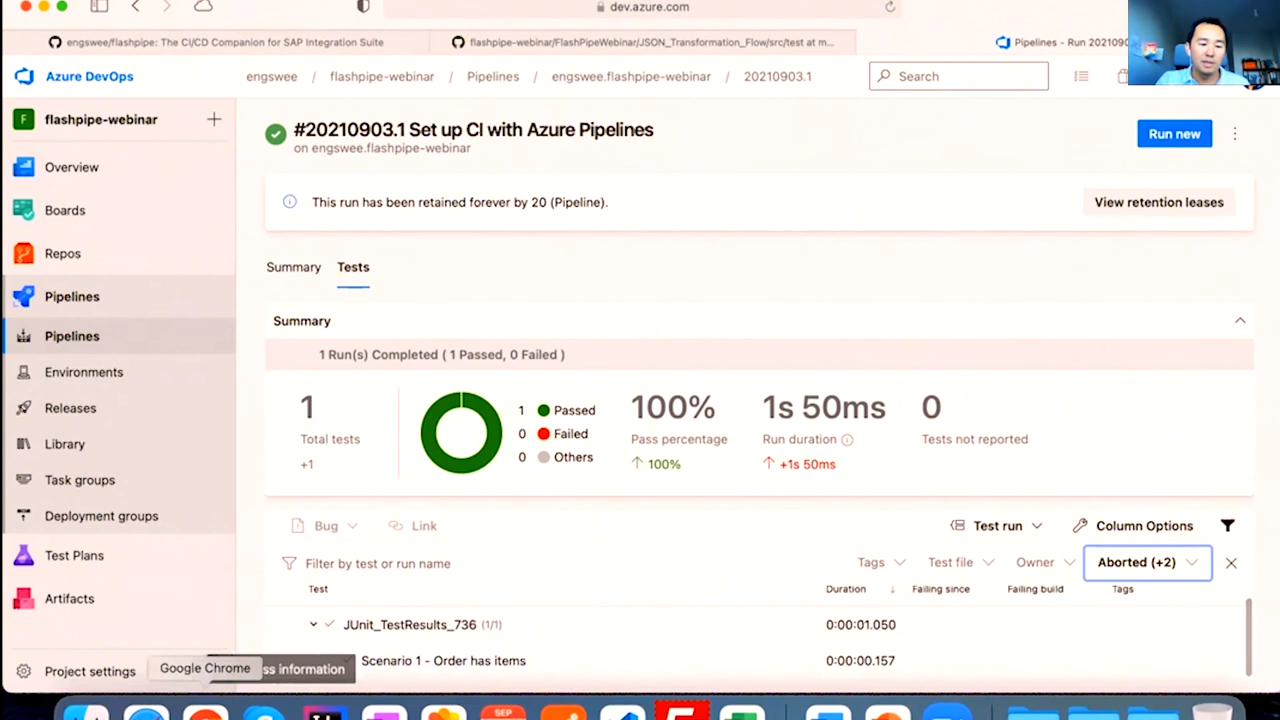 dev.azure.com
engswee/flashpipe: The CI/CD Companion for SAP Integration Suite
flashpipe-webinar/FlashPipeWebinar/JSON_Transformation_Flow/src/test at m...
Pipelines - Run 20210903.
Azure DevOps
engswee / flashpipe-webinar / Pipelines / engswee.flashpipe-webinar / 20210903.1
Search
F flashpipe-webinar
#20210903.1 Set up CI with Azure Pipelines
on engswee.flashpipe-webinar
Run new
Overview
Boards
Repos
Pipelines
Pipelines
Environments
Releases
Library
Task groups
Deployment groups
Test Plans
Artifacts
Project settings
Google Chrome
ss information
This run has been retained forever by 20 (Pipeline).
View retention leases
Summary Tests
Summary
1 Run(s) Completed ( 1 Passed, 0 Failed )
1
Total tests
+1
1 Passed
0 Failed
0 Others
100%
Pass percentage
100%
1s 50ms
Run duration
+1s 50ms
0
Tests not reported
Bug Link
Test run Column Options
Filter by test or run name
Tags Test file Owner Aborted (+2)
Test Duration Failing since Failing build Tags
JUnit_TestResults_736 (1/1) 0:00:01.050
Scenario 1 - Order has items 0:00:00.157
SEP